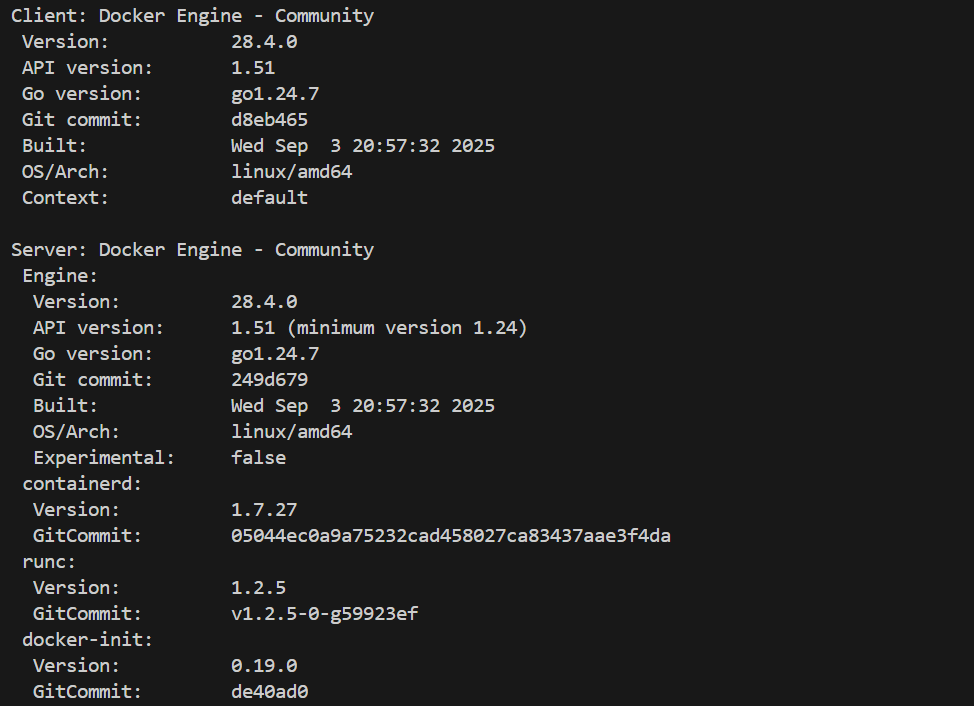 Client: Docker Engine - Community
 Version:           28.4.0
 API version:       1.51
 Go version:        go1.24.7
 Git commit:        d8eb465
 Built:             Wed Sep  3 20:57:32 2025
 OS/Arch:           linux/amd64
 Context:           default

Server: Docker Engine - Community
 Engine:
  Version:          28.4.0
  API version:      1.51 (minimum version 1.24)
  Go version:       go1.24.7
  Git commit:       249d679
  Built:            Wed Sep  3 20:57:32 2025
  OS/Arch:          linux/amd64
  Experimental:     false
 containerd:
  Version:          1.7.27
  GitCommit:        05044ec0a9a75232cad458027ca83437aae3f4da
 runc:
  Version:          1.2.5
  GitCommit:        v1.2.5-0-g59923ef
 docker-init:
  Version:          0.19.0
  GitCommit:        de40ad0